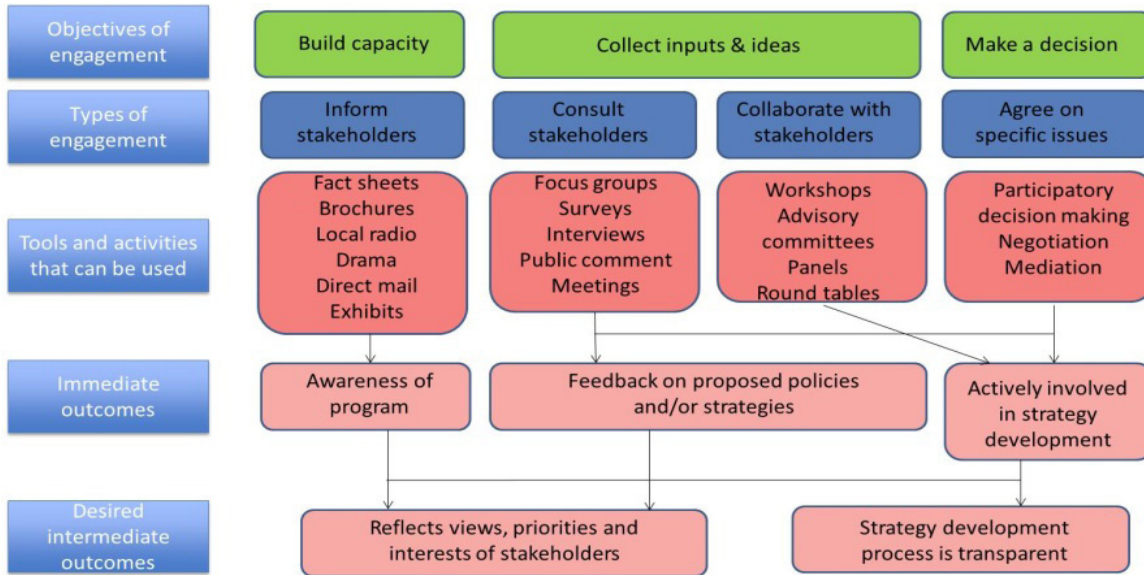 Objectives of
engagement
Build capacity
Collect inputs & ideas
Make a decision
Types of
engagement
Inform
stakeholders
Consult
stakeholders
Collaborate with
stakeholders
Agree on
specific issues
Tools and activities
that can be used
Fact sheets
Brochures
Local radio
Drama
Direct mail
Exhibits
Focus groups
Surveys
Interviews
Public comment
Meetings
Workshops
Advisory
committees
Panels
Round tables
Participatory
decision making
Negotiation
Mediation
Immediate
outcomes
Awareness of
program
Feedback on proposed policies
and/or strategies
Actively involved
in strategy
development
Desired
intermediate
outcomes
Reflects views, priorities and
interests of stakeholders
Strategy development
process is transparent